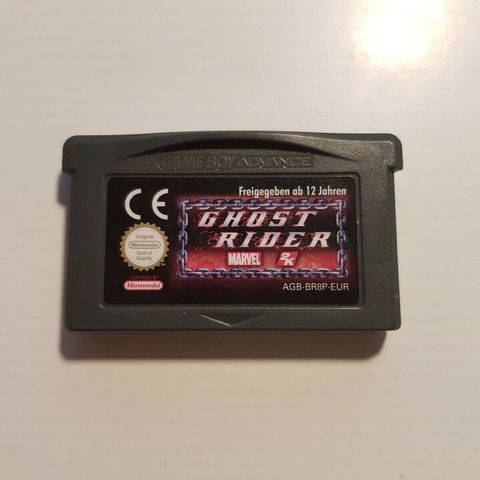 GAME BOY ADVANCE
CE
Freigegeben ab 12 Jahren
GHOST
RIDER
Original
Nintendo
Seal of Quality
MARVEL
2K
LICENSED BY
Nintendo
AGB-BR8P-EUR